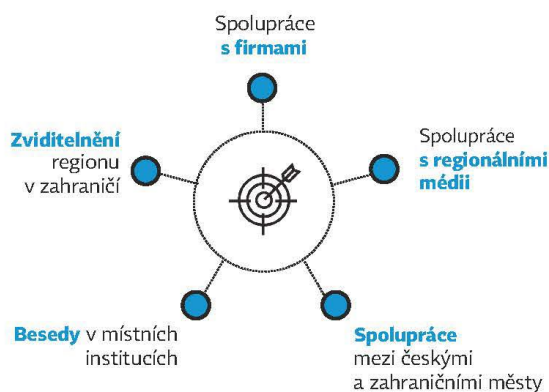 Spolupráce
s firmami
Zviditelnění
regionu
v zahraničí
Spolupráce
s regionálními
médii
Besedy v místních
institucích
Spolupráce
mezi českými
a zahraničními městy